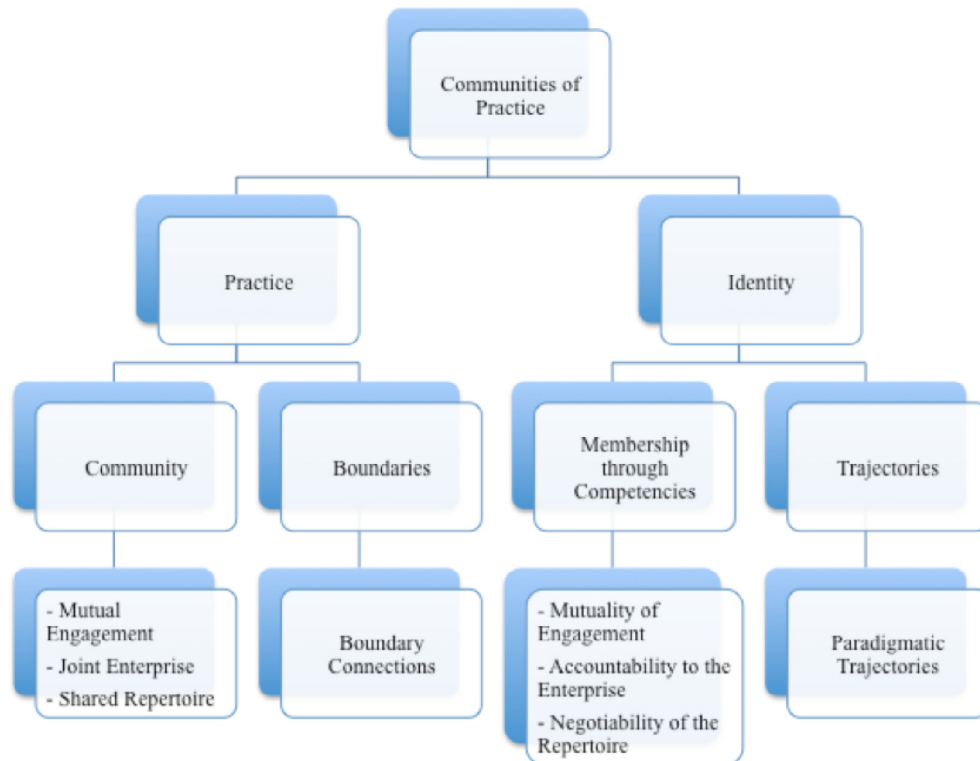 Communities of
Practice
Practice
Identity
Community
Boundaries
Membership
through
Competencies
Trajectories
- Mutual
Engagement
- Joint Enterprise
- Shared Repertoire
Boundary
Connections
- Mutuality of
Engagement
- Accountability to the
Enterprise
- Negotiability of the
Repertoire
Paradigmatic
Trajectories